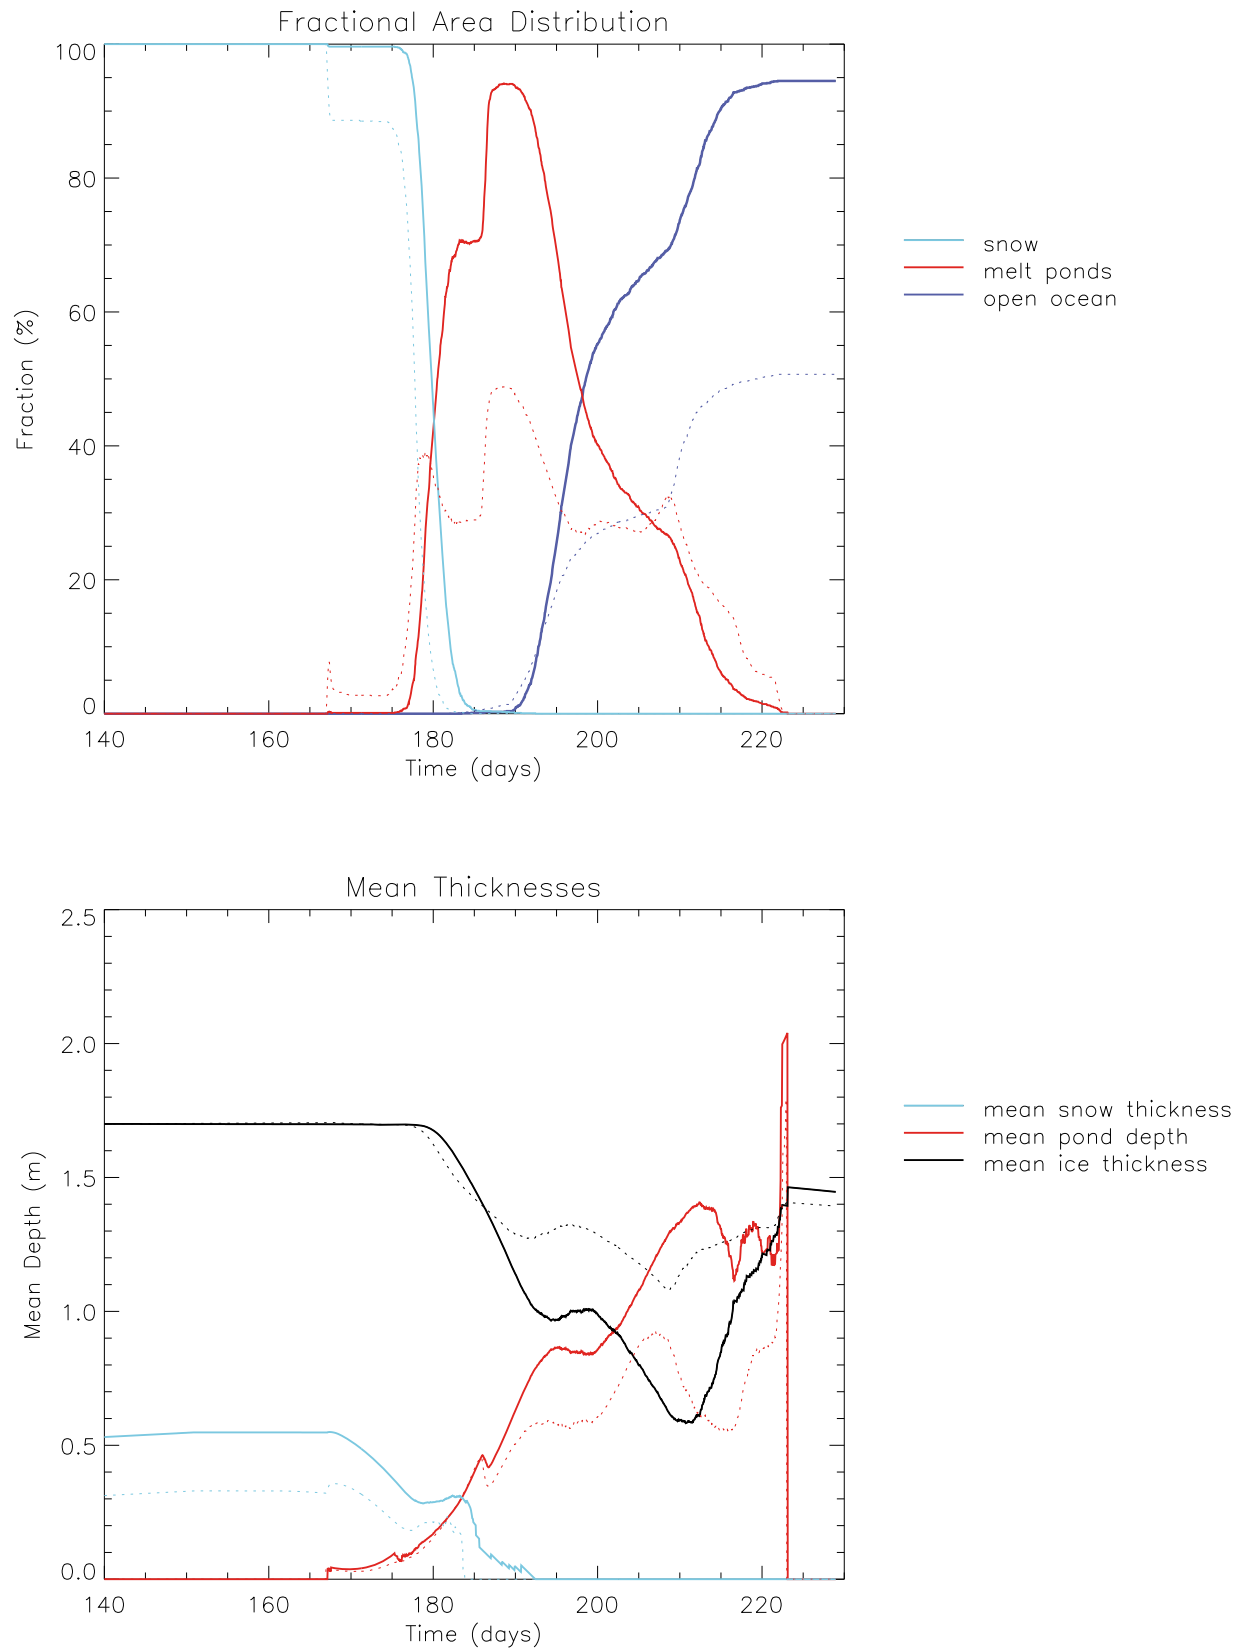 Fractional Area Distribution
100
80
60
40
20
0
Fraction (%)
140 160 180 200 220
Time (days)
snow
melt ponds
open ocean
Mean Thicknesses
2.5
2.0
1.5
1.0
0.5
0.0
Mean Depth (m)
140 160 180 200 220
Time (days)
mean snow thickness
mean pond depth
mean ice thickness